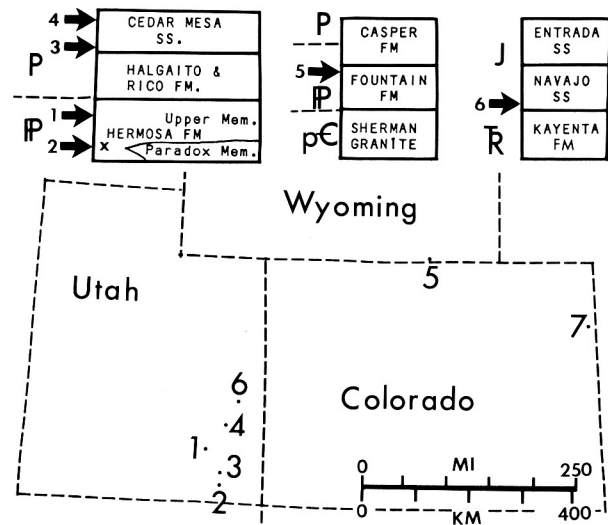 4
CEDAR MESA
SS.
3
P
HALGAITO &
RICO FM.
1
Upper Mem.
HERMOSA FM
ℙ
2
x
Paradox Mem.
P
CASPER
FM
5
FOUNTAIN
FM
ℙ
p-Є
SHERMAN
GRANITE
J
ENTRADA
SS
NAVAJO
SS
6
TR
KAYENTA
FM
Wyoming
Utah
5
7
6
Colorado
4
1
3
2
0 MI 250
0 KM 400